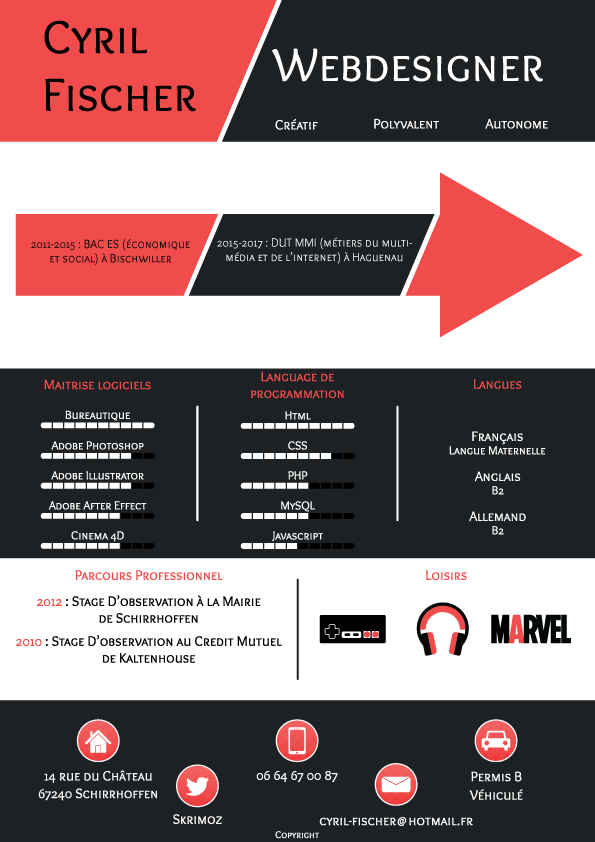 Cyril
Fischer
Webdesigner
Créatif
Polyvalent
Autonome
2011-2015 : BAC ES (économique
et social) à Bischwiller
2015-2017 : DUT MMI (métiers du multi-
média et de l'internet) à Haguenau
Maitrise logiciels
Bureautique
Adobe Photoshop
Adobe Illustrator
Adobe After Effect
Cinema 4D
Language de
programmation
Html
CSS
PHP
MySQL
Javascript
Langues
Français
Langue Maternelle
Anglais
B2
Allemand
B2
Parcours Professionnel
2012 : Stage D'observation à la Mairie
de Schirrhoffen
2010 : Stage D'observation au Credit Mutuel
de Kaltenhouse
Loisirs
MARVEL
14 rue du Château
67240 Schirrhoffen
Skrimoz
06 64 67 00 87
cyril-fischer@hotmail.fr
Permis B
Véhiculé
Copyright